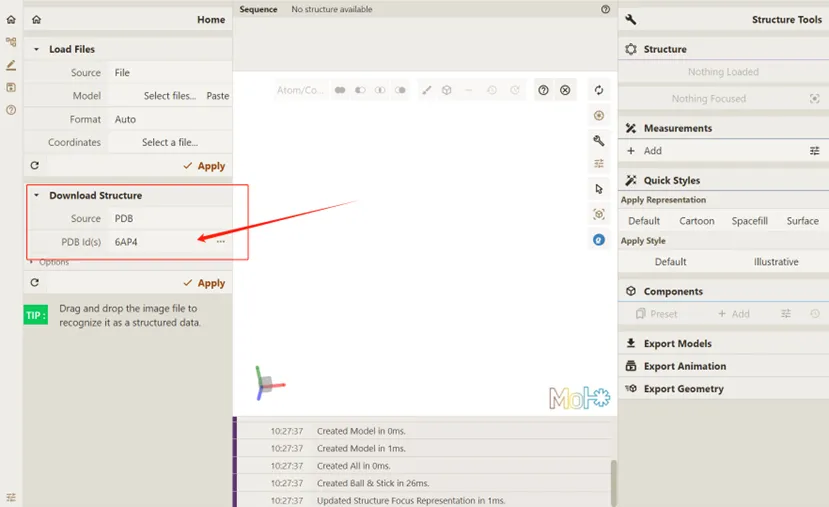 Home
Load Files
Source File
Model Select files... Paste
Format Auto
Coordinates Select a file...
Apply
Download Structure
Source PDB
PDB Id(s) 6AP4 ...
Options
Apply
TIP : Drag and drop the image file to
recognize it as a structured data.
Sequence No structure available
Atom/Co...
Mol*
10:27:37 Created Model in 0ms.
10:27:37 Created Model in 1ms.
10:27:37 Created All in 0ms.
10:27:37 Created Ball & Stick in 26ms.
10:27:37 Updated Structure Focus Representation in 1ms.
Structure Tools
Structure
Nothing Loaded
Nothing Focused
Measurements
+ Add
Quick Styles
Apply Representation
Default Cartoon Spacefill Surface
Apply Style
Default Illustrative
Components
Preset + Add
Export Models
Export Animation
Export Geometry